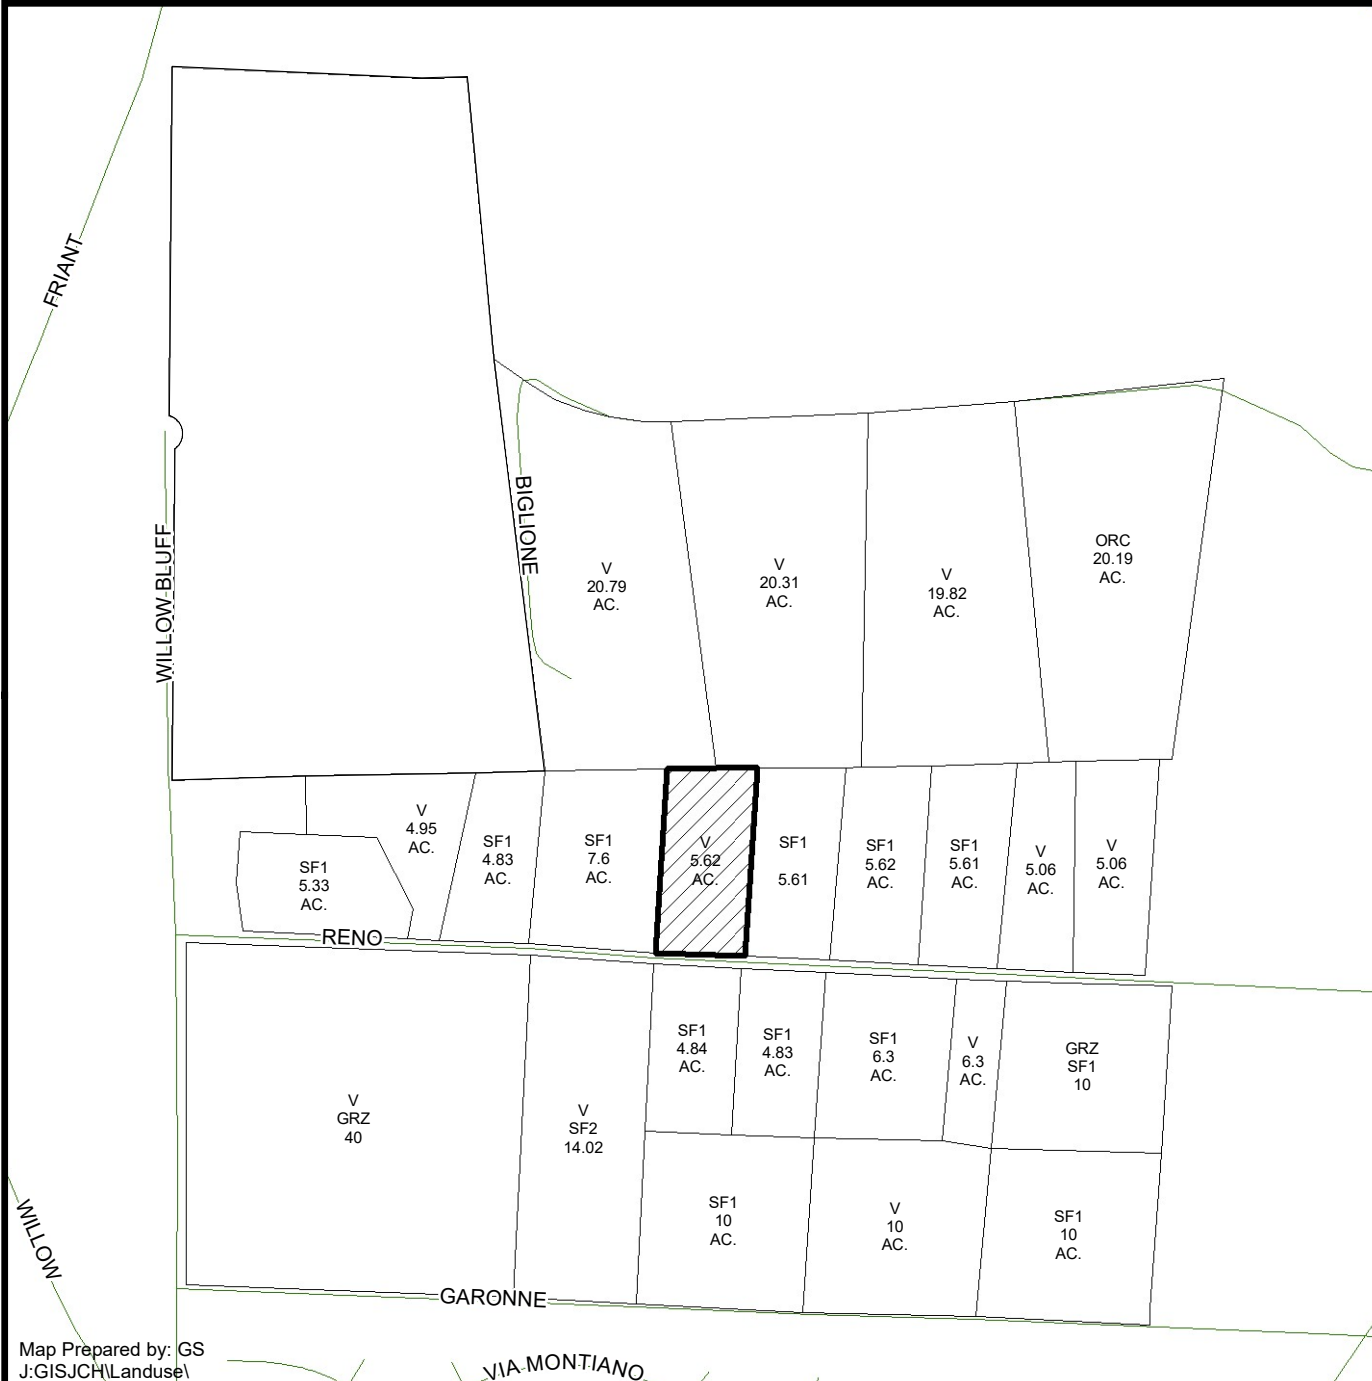 FRIANT
WILLOW BLUFF
BIGLIONE
V
20.79
AC.
V
20.31
AC.
V
19.82
AC.
ORC
20.19
AC.
SF1
5.33
AC.
V
4.95
AC.
SF1
4.83
AC.
SF1
7.6
AC.
V
5.62
AC.
SF1
5.61
SF1
5.62
AC.
SF1
5.61
AC.
V
5.06
AC.
V
5.06
AC.
RENO
V
GRZ
40
V
SF2
14.02
SF1
4.84
AC.
SF1
4.83
AC.
SF1
6.3
AC.
V
6.3
AC.
GRZ
SF1
10
SF1
10
AC.
V
10
AC.
SF1
10
AC.
WILLOW
GARONNE
VIA MONTIANO
Map Prepared by: GS
J:GISJCH\Landuse\